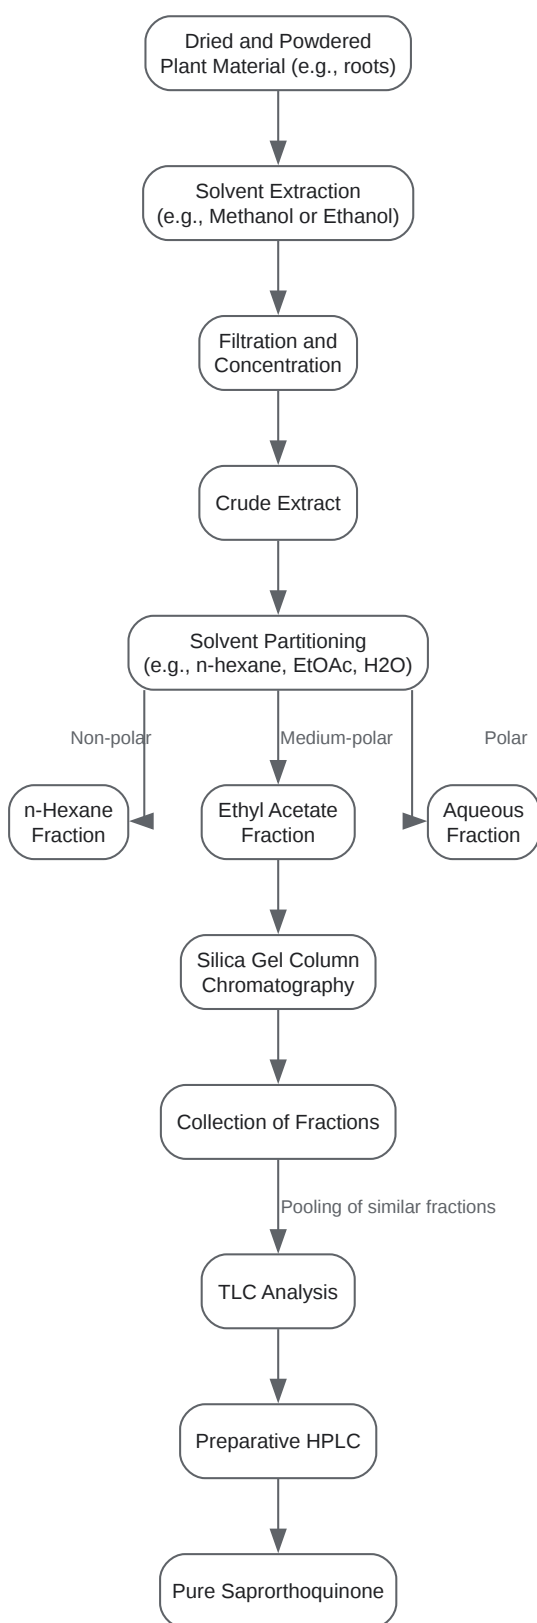 Dried and Powdered
Plant Material (e.g., roots)
Solvent Extraction
(e.g., Methanol or Ethanol)
Filtration and
Concentration
Crude Extract
Solvent Partitioning
(e.g., n-hexane, EtOAc, H2O)
Non-polar
Medium-polar
Polar
n-Hexane
Fraction
Ethyl Acetate
Fraction
Aqueous
Fraction
Silica Gel Column
Chromatography
Collection of Fractions
Pooling of similar fractions
TLC Analysis
Preparative HPLC
Pure Saprorthoquinone